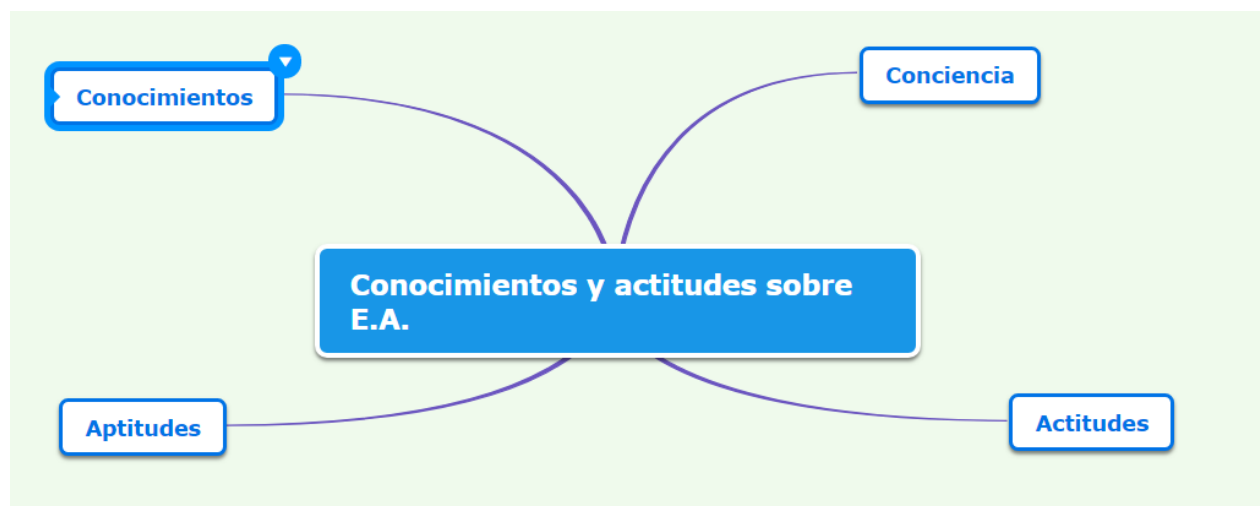 Conocimientos
Conciencia
Conocimientos y actitudes sobre
E.A.
Aptitudes
Actitudes